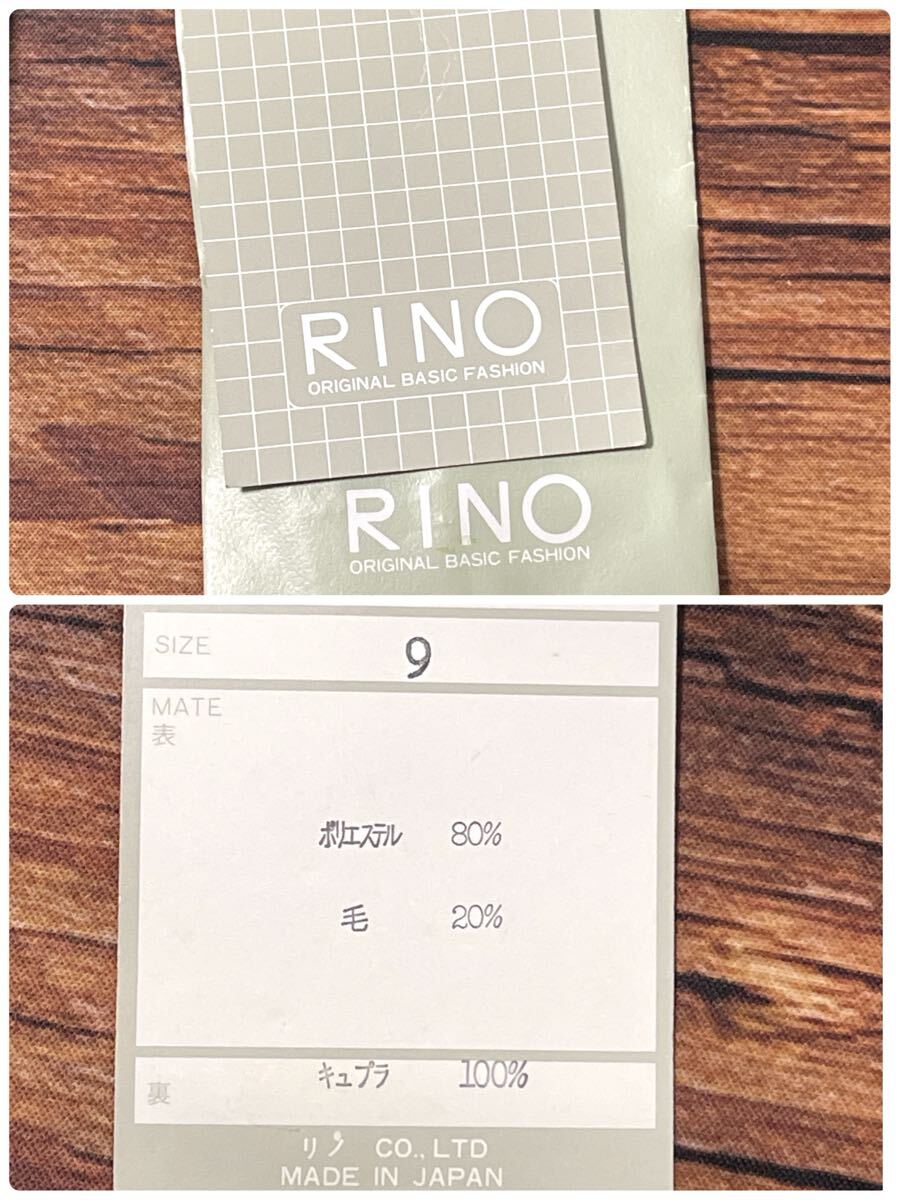 RINO
ORIGINAL BASIC FASHION
RINO
ORIGINAL BASIC FASHION
SIZE 9
MATE
表
ポリエステル 80%
毛 20%
裏 キュプラ 100%
リノ CO.,LTD
MADE IN JAPAN